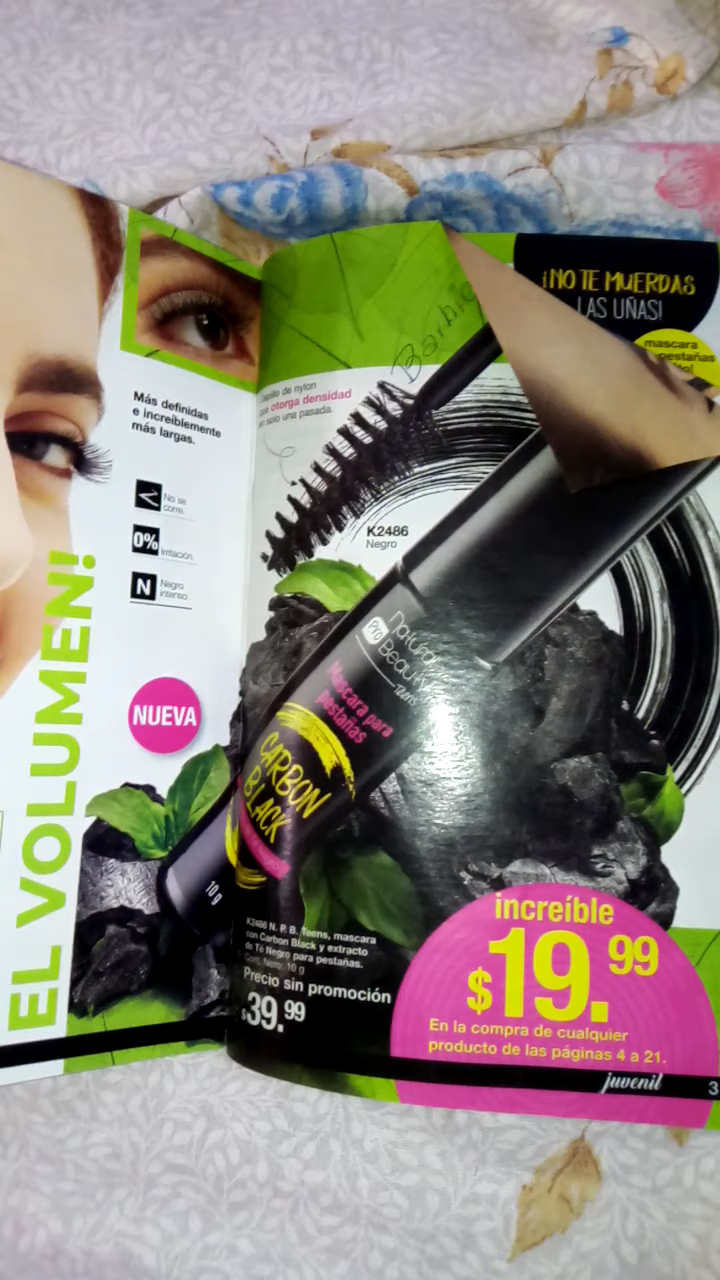 EL VOLUMEN!
Más definidas
e increíblemente
más largas.
No se
corre.
0%
Irritación.
N
Negro
intenso.
NUEVA
Barbie
de nylon
que otorga densidad
en solo una pasada.
¡NO TE MUERDAS
LAS UÑAS!
mascara
pestañas
K2486
Negro
Natural
Pro
Beauty
Teens
Mascara para
pestañas
CARBON
BLACK
10 g
K2486 N. P. B. Teens, mascara
con Carbon Black y extracto
de Té Negro para pestañas.
Cont. Neto: 10 g
Precio sin promoción
$39.99
increíble
$19.99
En la compra de cualquier
producto de las páginas 4 a 21.
juvenil
3